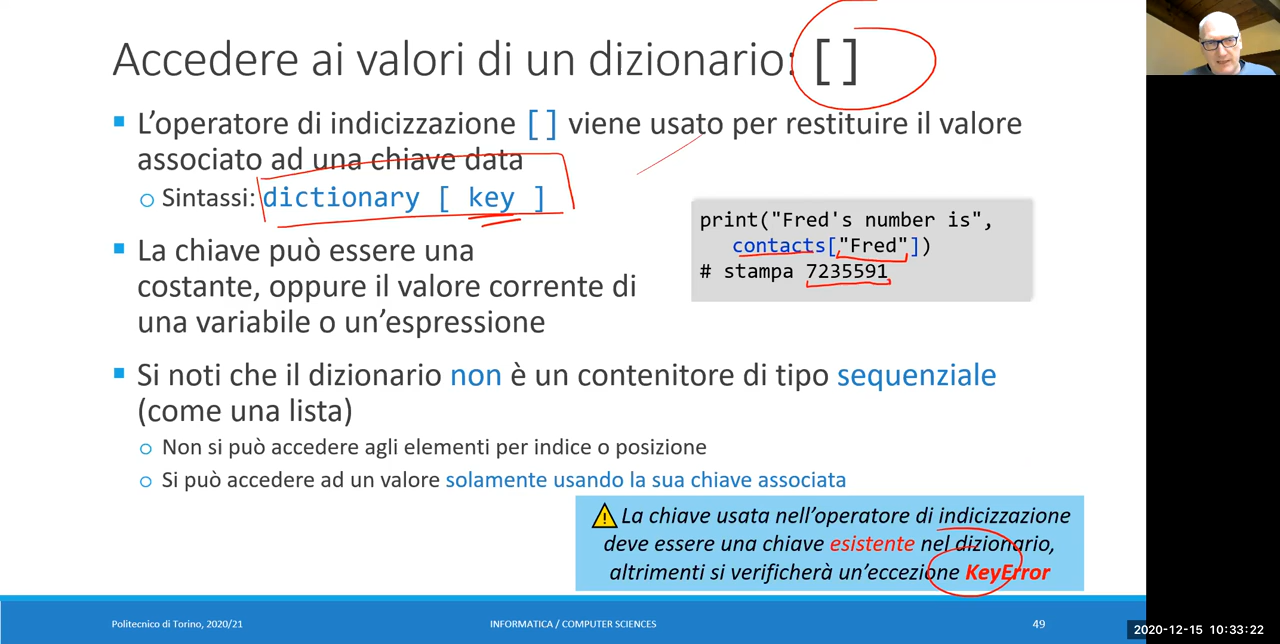 Accedere ai valori di un dizionario: []
L'operatore di indicizzazione [] viene usato per restituire il valore
associato ad una chiave data
Sintassi: dictionary [ key ]
La chiave può essere una
costante, oppure il valore corrente di
una variabile o un'espressione
print("Fred's number is",
contacts["Fred"])
# stampa 7235591
Si noti che il dizionario non è un contenitore di tipo sequenziale
(come una lista)
Non si può accedere agli elementi per indice o posizione
Si può accedere ad un valore solamente usando la sua chiave associata
La chiave usata nell'operatore di indicizzazione
deve essere una chiave esistente nel dizionario,
altrimenti si verificherà un'eccezione KeyError
Politecnico di Torino, 2020/21
INFORMATICA / COMPUTER SCIENCES
49
2020-12-15 10:33:22